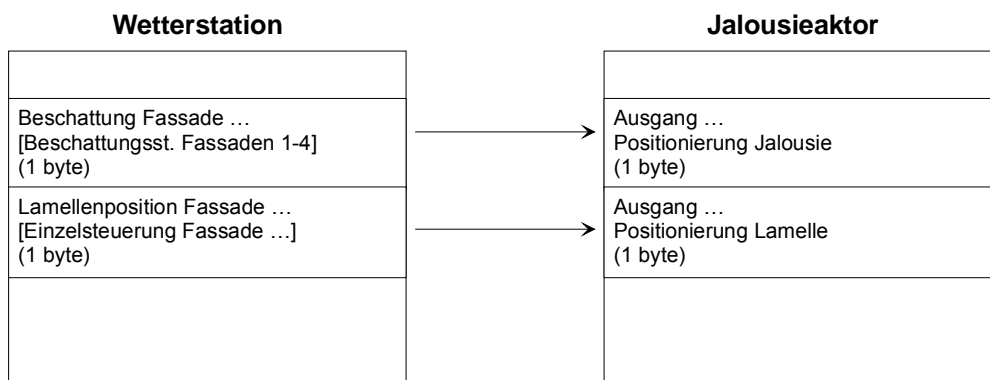 Wetterstation
Jalousieaktor
Beschattung Fassade …
[Beschattungsst. Fassaden 1-4]
(1 byte)
Ausgang …
Positionierung Jalousie
(1 byte)
Lamellenposition Fassade …
[Einzelsteuerung Fassade …]
(1 byte)
Ausgang …
Positionierung Lamelle
(1 byte)